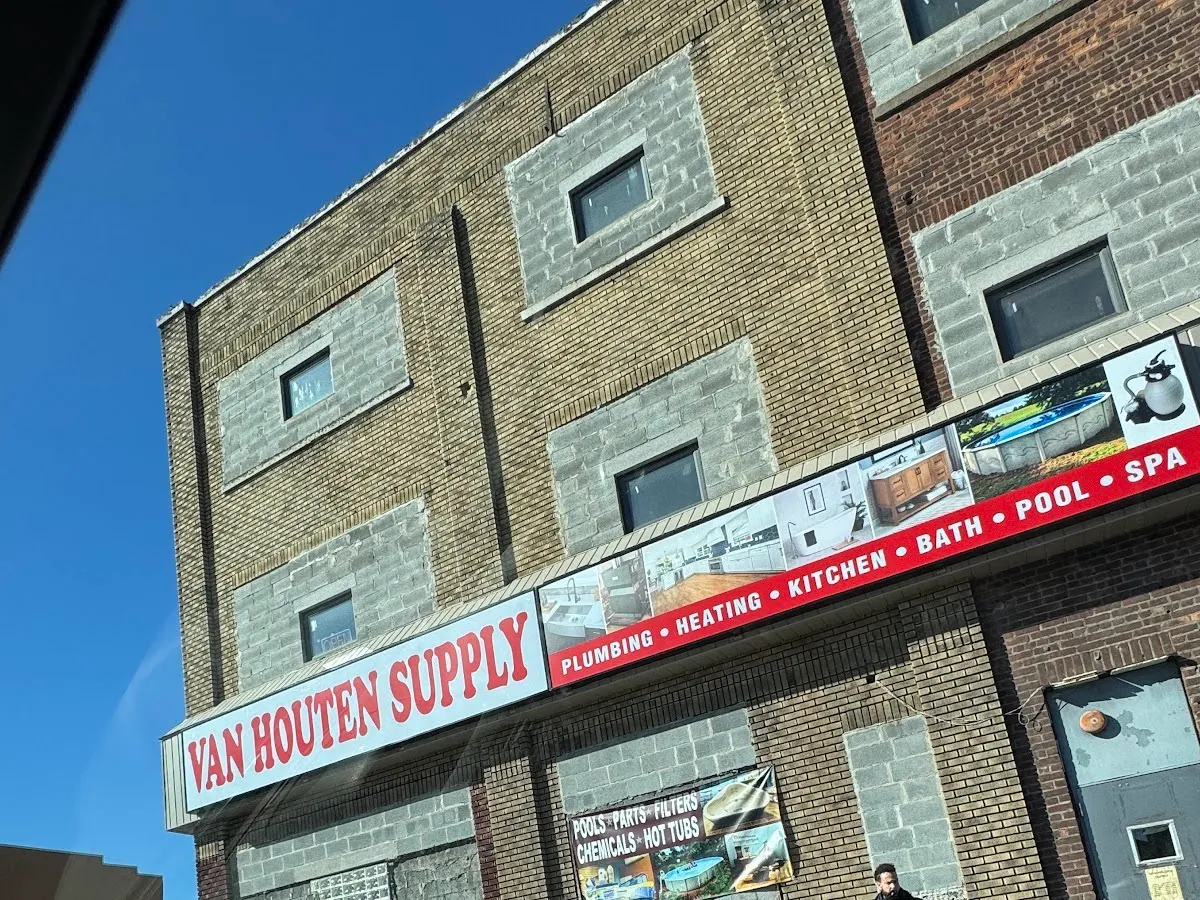 VAN HOUTEN SUPPLY
PLUMBING • HEATING • KITCHEN • BATH • POOL • SPA
POOLS * PARTS * FILTERS
CHEMICALS * HOT TUBS